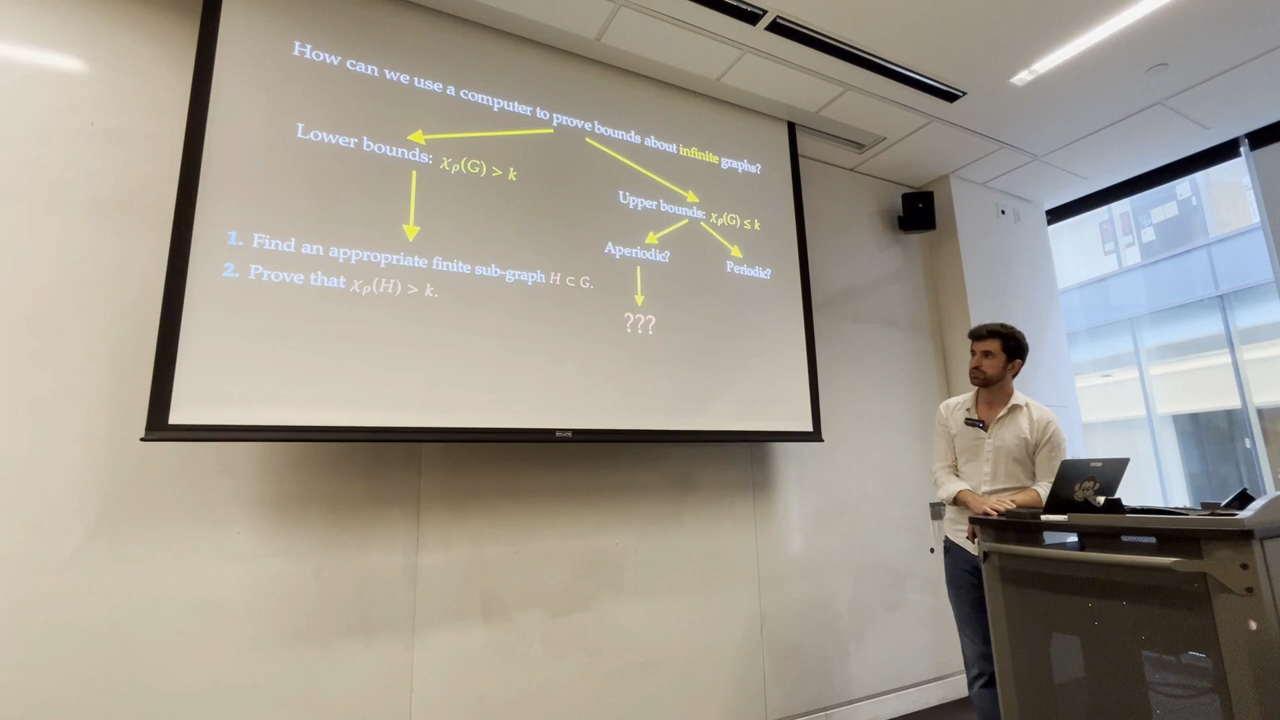 How can we use a computer to prove bounds about infinite graphs?
Lower bounds: χρ(G) > k
Upper bounds: χρ(G) ≤ k
1. Find an appropriate finite sub-graph H ⊂ G.
2. Prove that χρ(H) > k.
Aperiodic?
Periodic?
???